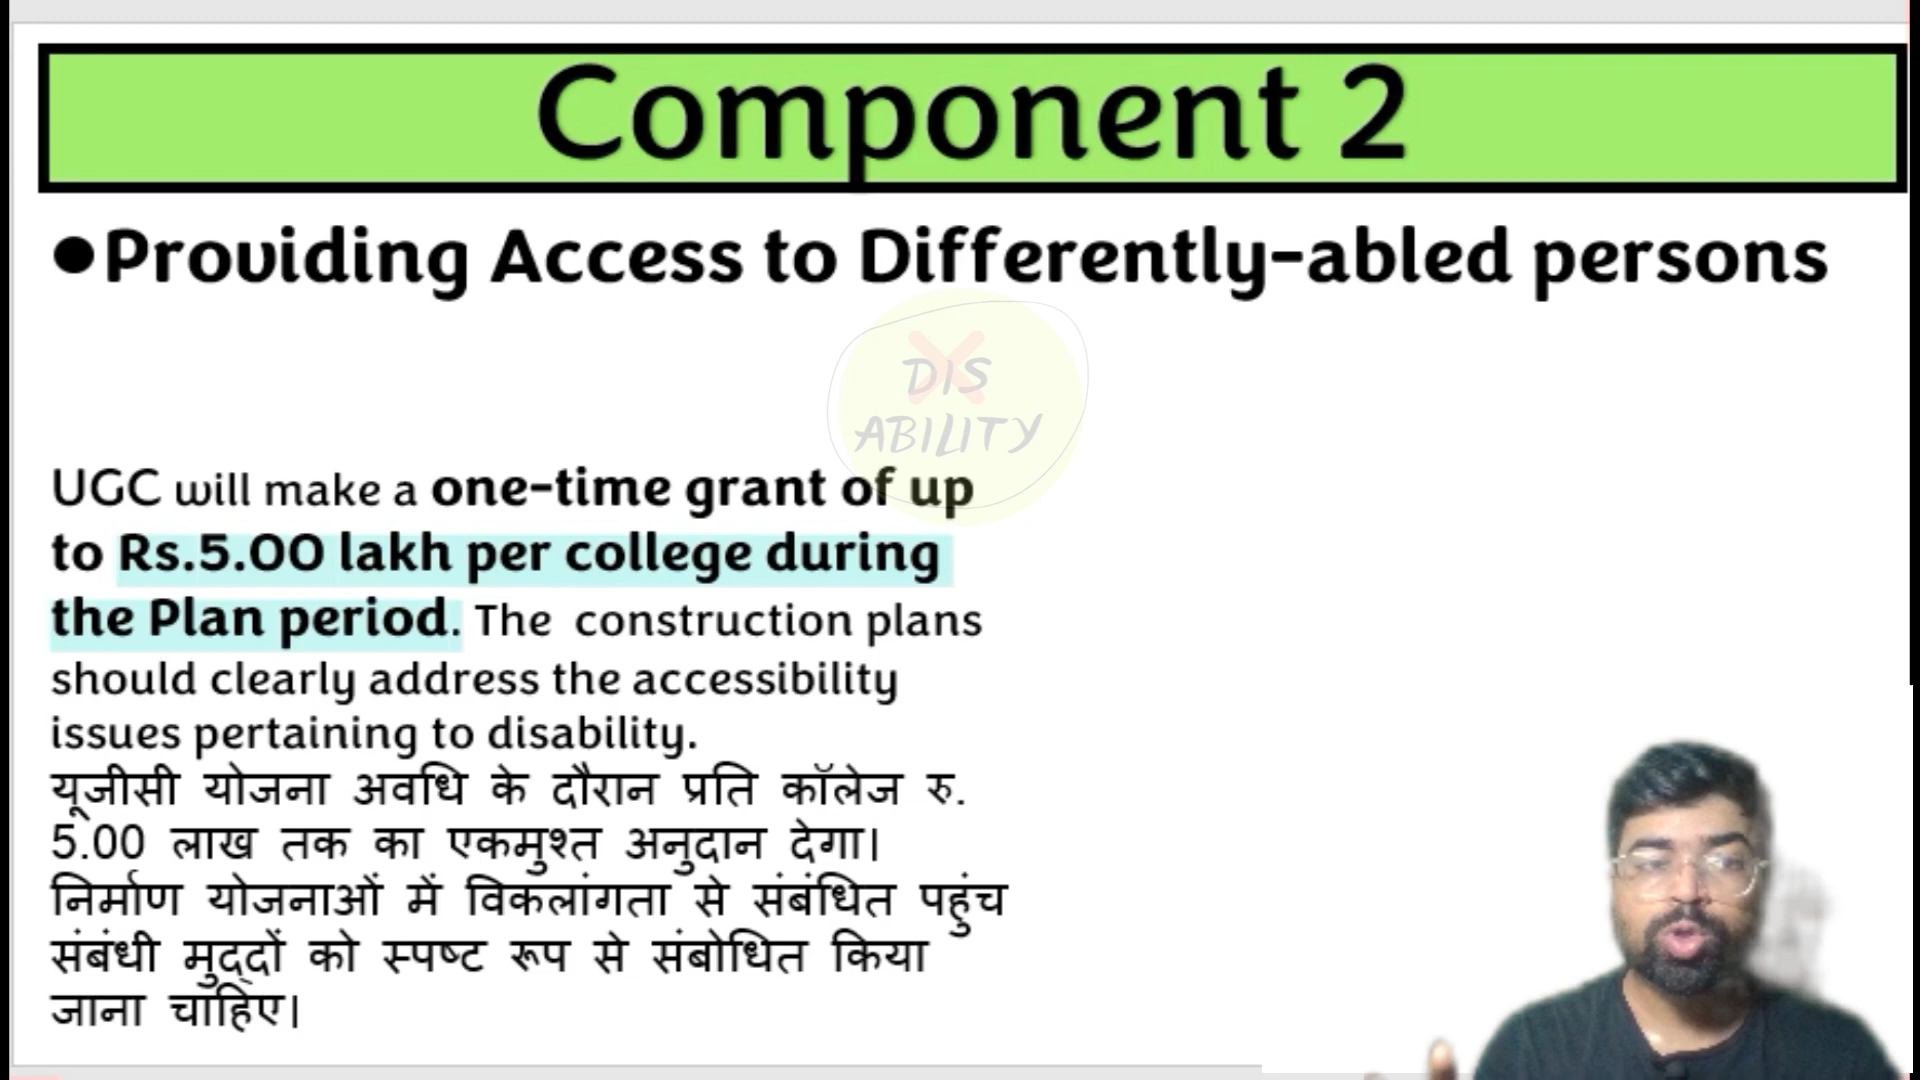 Component 2
●Providing Access to Differently-abled persons
DIS
ABILITY
UGC will make a one-time grant of up
to Rs.5.00 lakh per college during
the Plan period. The construction plans
should clearly address the accessibility
issues pertaining to disability.
यूजीसी योजना अवधि के दौरान प्रति कॉलेज रु.
5.00 लाख तक का एकमुश्त अनुदान देगा।
निर्माण योजनाओं में विकलांगता से संबंधित पहुंच
संबंधी मुद्दों को स्पष्ट रूप से संबोधित किया
जाना चाहिए।